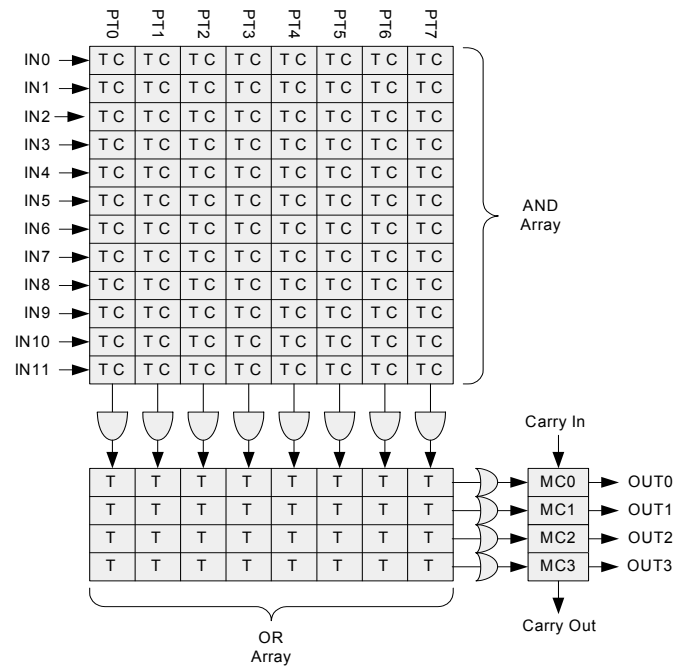 PT0 PT1 PT2 PT3 PT4 PT5 PT6 PT7
IN0 T C T C T C T C T C T C T C T C
IN1 T C T C T C T C T C T C T C T C
IN2 T C T C T C T C T C T C T C T C
IN3 T C T C T C T C T C T C T C T C
IN4 T C T C T C T C T C T C T C T C
IN5 T C T C T C T C T C T C T C T C
IN6 T C T C T C T C T C T C T C T C
IN7 T C T C T C T C T C T C T C T C
IN8 T C T C T C T C T C T C T C T C
IN9 T C T C T C T C T C T C T C T C
IN10 T C T C T C T C T C T C T C T C
IN11 T C T C T C T C T C T C T C T C
AND
Array
Carry In
T T T T T T T T MC0 OUT0
T T T T T T T T MC1 OUT1
T T T T T T T T MC2 OUT2
T T T T T T T T MC3 OUT3
Carry Out
OR
Array